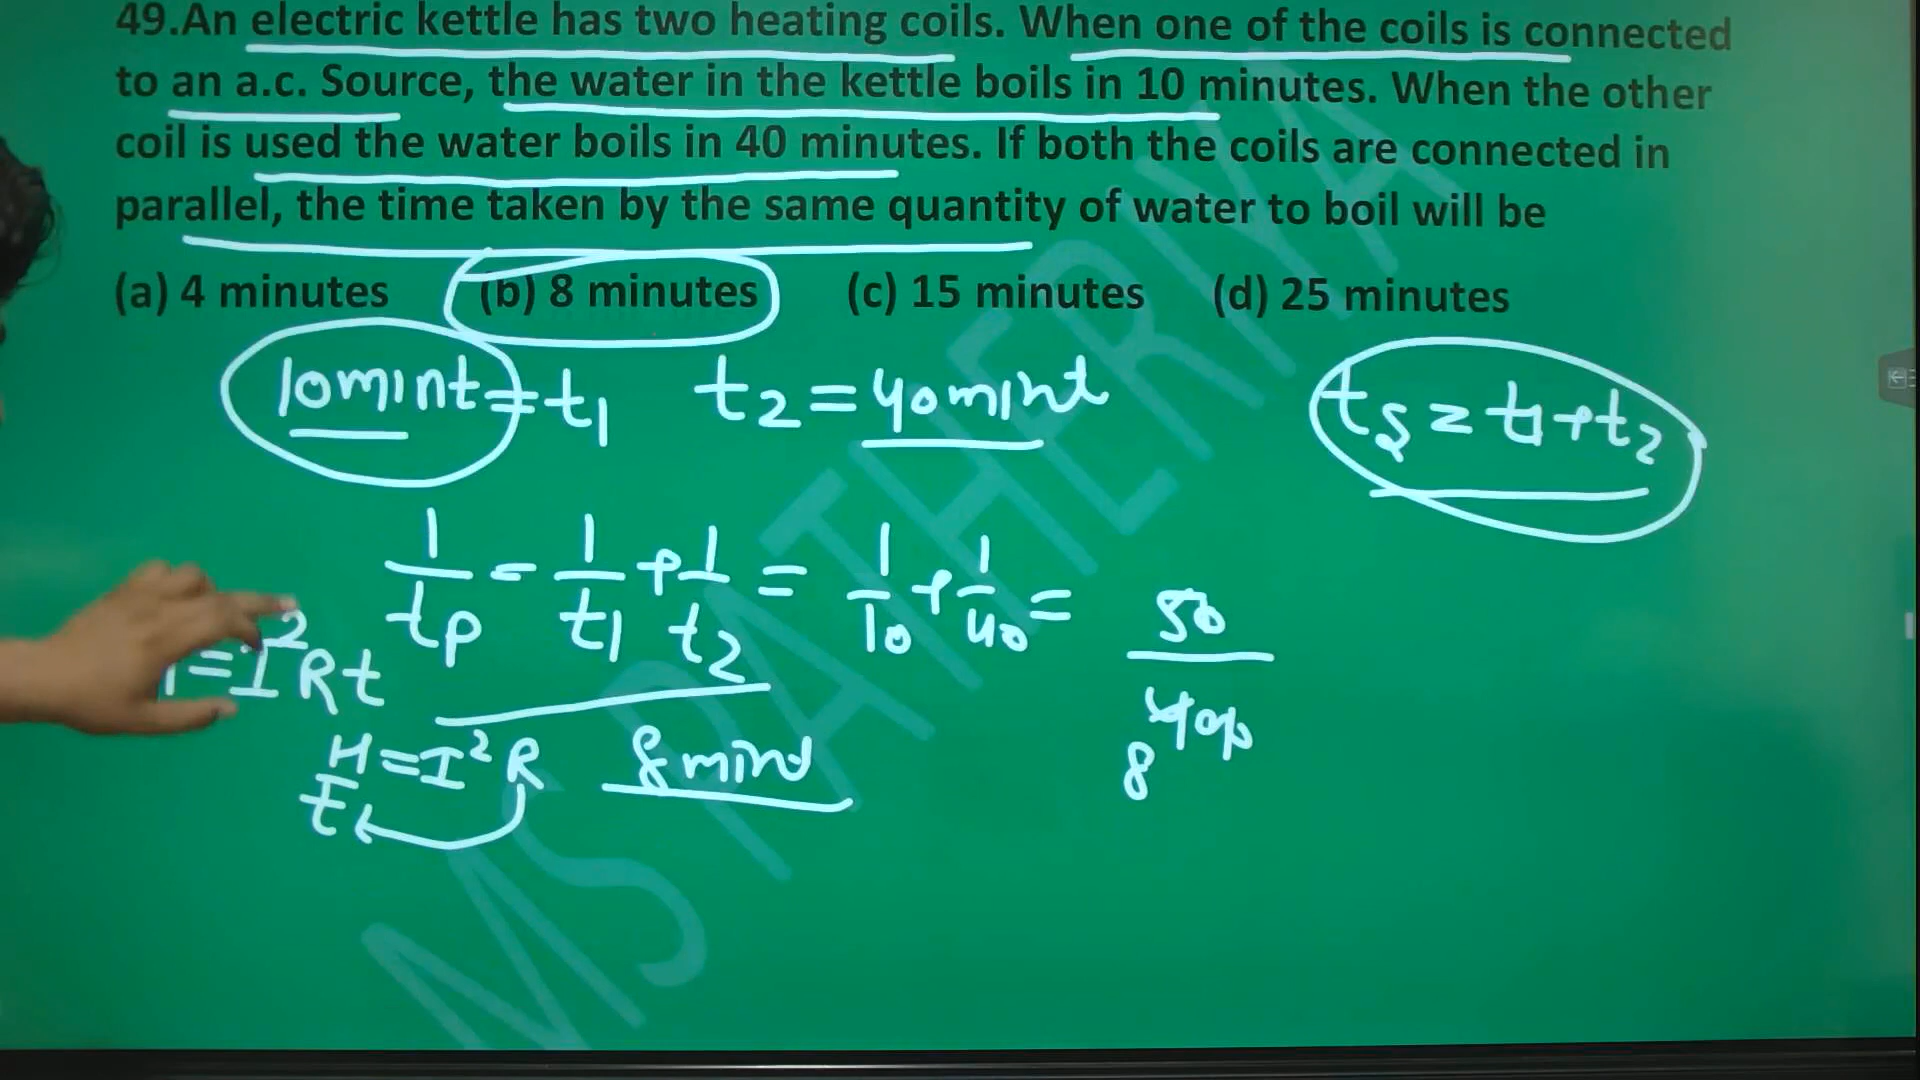 49.An electric kettle has two heating coils. When one of the coils is connected
to an a.c. Source, the water in the kettle boils in 10 minutes. When the other
coil is used the water boils in 40 minutes. If both the coils are connected in
parallel, the time taken by the same quantity of water to boil will be
(a) 4 minutes (b) 8 minutes (c) 15 minutes (d) 25 minutes
10mint = t1 t2 = 40mint ts = t1+t2
1/tp = 1/t1 + 1/t2 = 1/10 + 1/40 = 50/400
=I²Rt
H/t = I²R 8mint 8
MS PATHERIYA